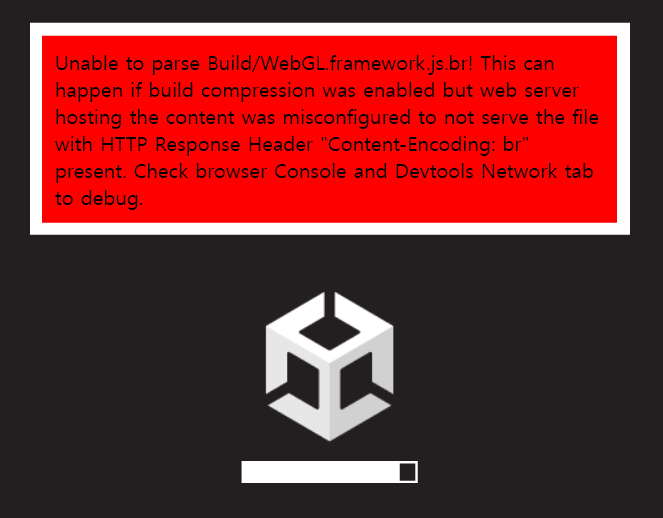 Unable to parse Build/WebGL.framework.js.br! This can
happen if build compression was enabled but web server
hosting the content was misconfigured to not serve the file
with HTTP Response Header "Content-Encoding: br"
present. Check browser Console and Devtools Network tab
to debug.